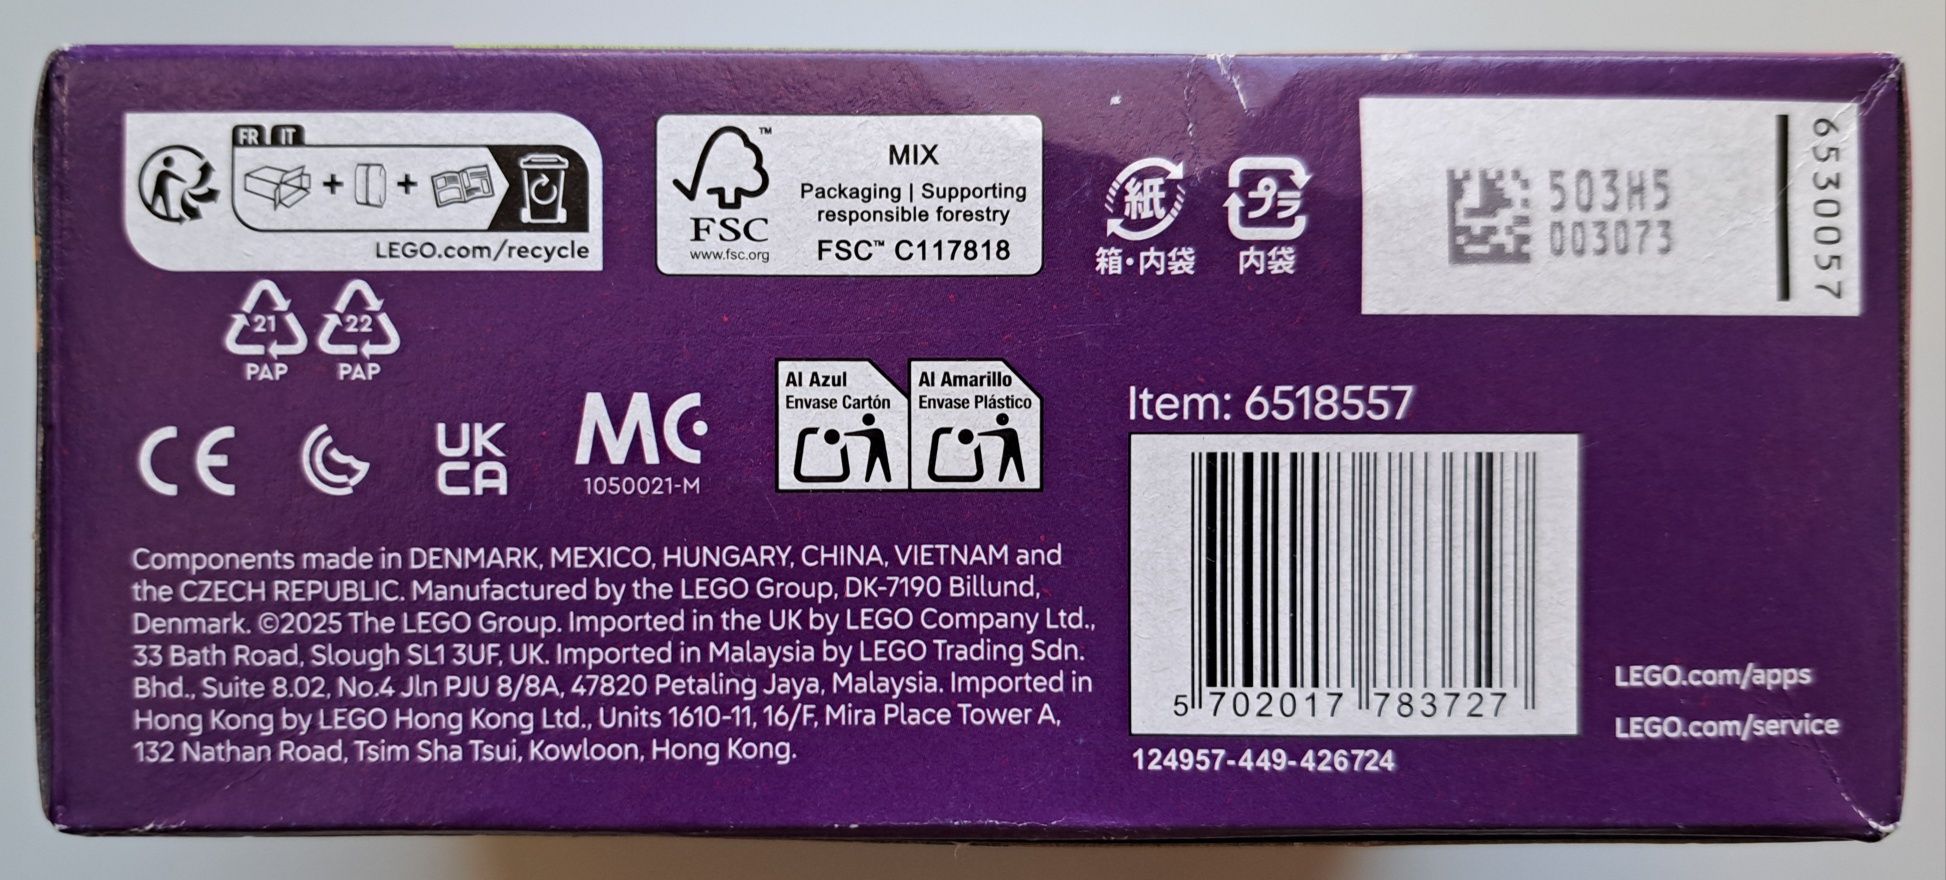 FR IT
LEGO.com/recycle
21
PAP
22
PAP
™
FSC
www.fsc.org
MIX
Packaging | Supporting
responsible forestry
FSC™ C117818
紙
箱・内袋
プラ
内袋
503H5
003073
6530057
CE
UK
CA
MC
1050021-M
Al Azul
Envase Cartón
Al Amarillo
Envase Plástico
Item: 6518557
5 702017 783727
124957-449-426724
Components made in DENMARK, MEXICO, HUNGARY, CHINA, VIETNAM and
the CZECH REPUBLIC. Manufactured by the LEGO Group, DK-7190 Billund,
Denmark. ©2025 The LEGO Group. Imported in the UK by LEGO Company Ltd.,
33 Bath Road, Slough SL1 3UF, UK. Imported in Malaysia by LEGO Trading Sdn.
Bhd., Suite 8.02, No.4 Jln PJU 8/8A, 47820 Petaling Jaya, Malaysia. Imported in
Hong Kong by LEGO Hong Kong Ltd., Units 1610-11, 16/F, Mira Place Tower A,
132 Nathan Road, Tsim Sha Tsui, Kowloon, Hong Kong.
LEGO.com/apps
LEGO.com/service